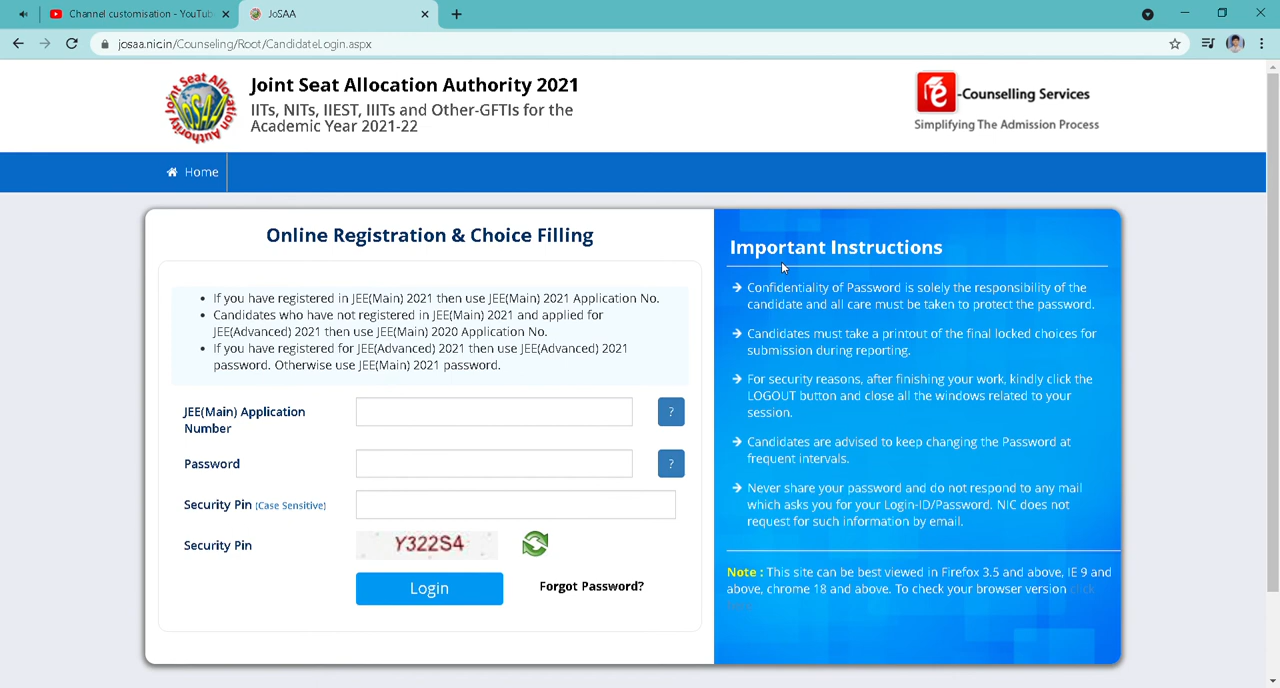 Channel customisation - YouTub
JoSAA
josaa.nic.in/Counseling/Root/CandidateLogin.aspx
Joint Seat Allocation Authority
JoSAA
Joint Seat Allocation Authority 2021
IITs, NITs, IIEST, IIITs and Other-GFTIs for the
Academic Year 2021-22
e-Counselling Services
Simplifying The Admission Process
Home
Online Registration & Choice Filling
• If you have registered in JEE(Main) 2021 then use JEE(Main) 2021 Application No.
• Candidates who have not registered in JEE(Main) 2021 and applied for
JEE(Advanced) 2021 then use JEE(Main) 2020 Application No.
• If you have registered for JEE(Advanced) 2021 then use JEE(Advanced) 2021
password. Otherwise use JEE(Main) 2021 password.
JEE(Main) Application
Number
?
Password
?
Security Pin (Case Sensitive)
Security Pin
Y322S4
Login
Forgot Password?
Important Instructions
Confidentiality of Password is solely the responsibility of the
candidate and all care must be taken to protect the password.
Candidates must take a printout of the final locked choices for
submission during reporting.
For security reasons, after finishing your work, kindly click the
LOGOUT button and close all the windows related to your
session.
Candidates are advised to keep changing the Password at
frequent intervals.
Never share your password and do not respond to any mail
which asks you for your Login-ID/Password. NIC does not
request for such information by email.
Note : This site can be best viewed in Firefox 3.5 and above, IE 9 and
above, chrome 18 and above. To check your browser version click
here